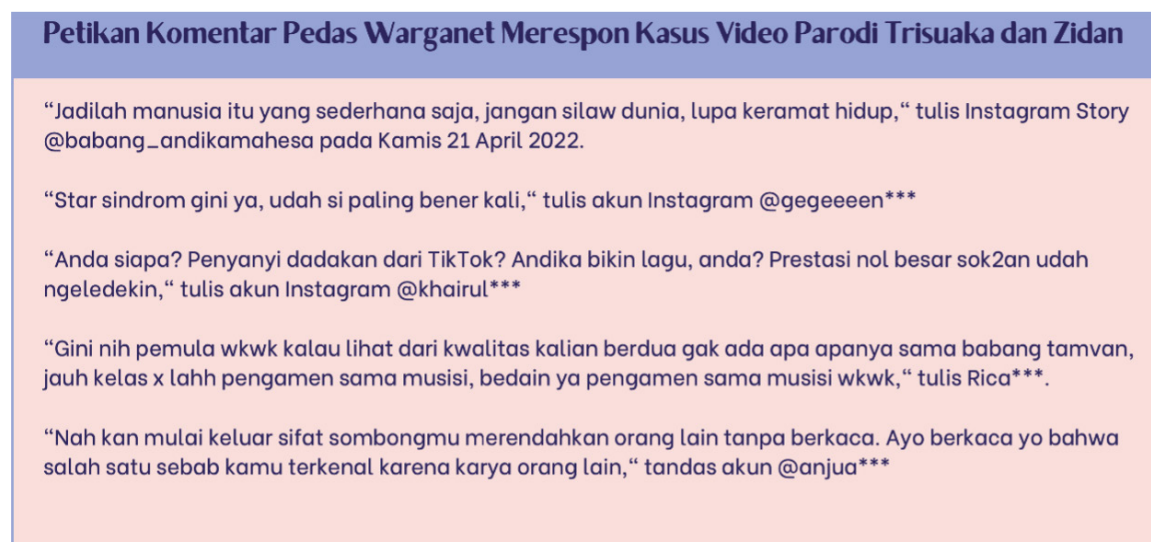 Petikan Komentar Pedas Warganet Merespon Kasus Video Parodi Trisuaka dan Zidan
“Jadilah manusia itu yang sederhana saja, jangan silaw dunia, lupa keramat hidup,“ tulis Instagram Story
@babang_andikamahesa pada Kamis 21 April 2022.
“Star sindrom gini ya, udah si paling bener kali,“ tulis akun Instagram @gegeeeen***
“Anda siapa? Penyanyi dadakan dari TikTok? Andika bikin lagu, anda? Prestasi nol besar sok2an udah
ngeledekin,“ tulis akun Instagram @khairul***
“Gini nih pemula wkwk kalau lihat dari kwalitas kalian berdua gak ada apa apanya sama babang tamvan,
jauh kelas x lahh pengamen sama musisi, bedain ya pengamen sama musisi wkwk,“ tulis Rica***.
“Nah kan mulai keluar sifat sombongmu merendahkan orang lain tanpa berkaca. Ayo berkaca yo bahwa
salah satu sebab kamu terkenal karena karya orang lain,“ tandas akun @anjua***